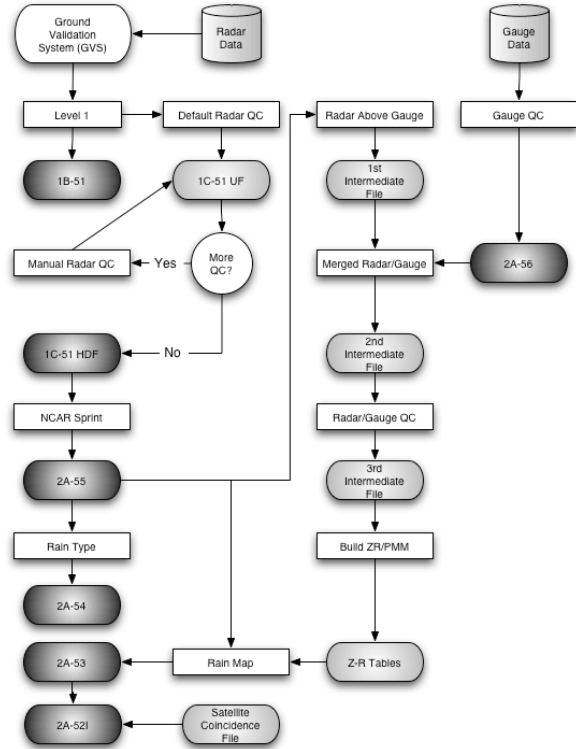 Ground
Validation
System (GVS)
Radar
Data
Gauge
Data
Level 1
Default Radar QC
Radar Above Gauge
Gauge QC
1B-51
1C-51 UF
1st
Intermediate
File
Manual Radar QC
Yes
More
QC?
Merged Radar/Gauge
2A-56
1C-51 HDF
No
2nd
Intermediate
File
NCAR Sprint
Radar/Gauge QC
2A-55
3rd
Intermediate
File
Rain Type
Build ZR/PMM
2A-54
2A-53
Rain Map
Z-R Tables
2A-52I
Satellite
Coincidence
File